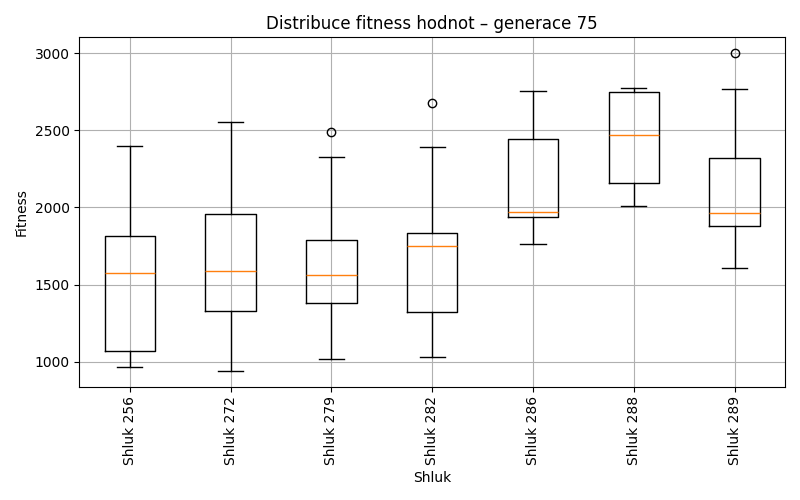 Distribuce fitness hodnot – generace 75
Fitness
3000
2500
2000
1500
1000
Shluk 256
Shluk 272
Shluk 279
Shluk 282
Shluk 286
Shluk 288
Shluk 289
Shluk